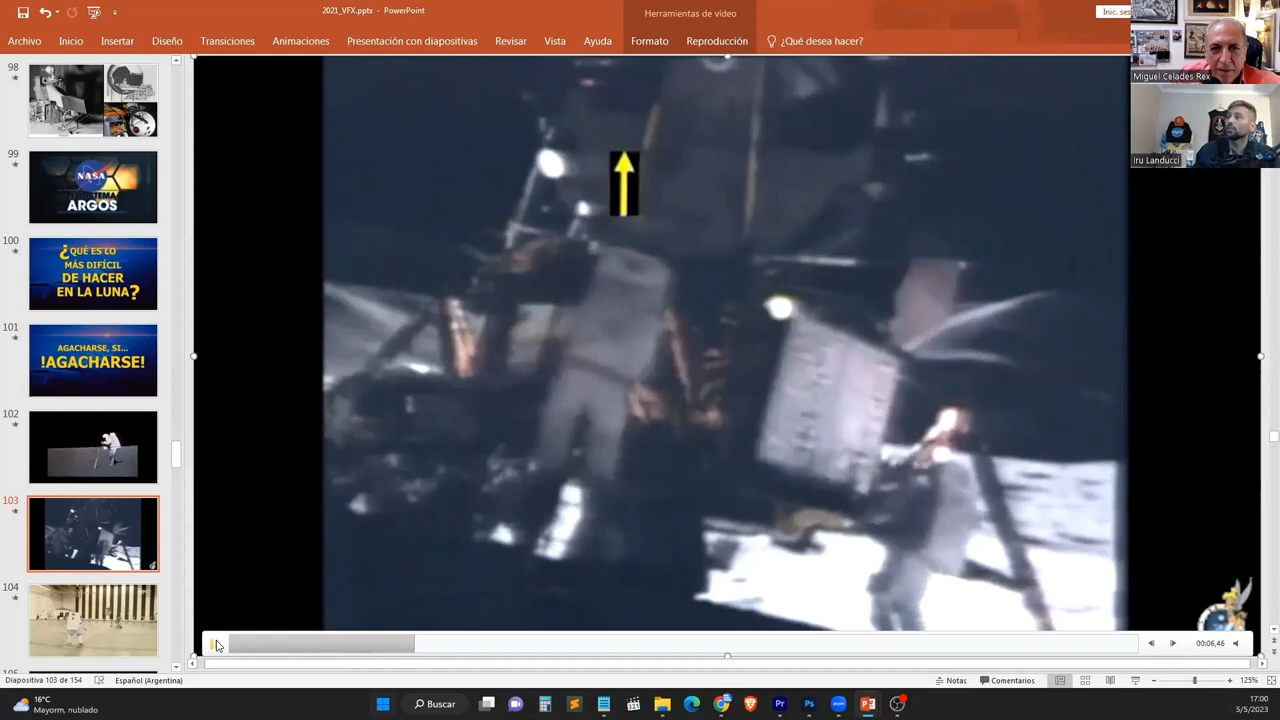 2021_VFX.pptx - PowerPoint
Herramientas de vídeo
Inic. ses
Archivo
Inicio
Insertar
Diseño
Transiciones
Animaciones
Presentación con diapositivas
Revisar
Vista
Ayuda
Formato
Reproducción
¿Qué desea hacer?
Miguel Celades Rex
Iru Landucci
98
99
NASA
ARGOS
100
¿QUÉ ES LO
MÁS DIFÍCIL
DE HACER
EN LA LUNA?
101
AGACHARSE, SI...
!AGACHARSE!
102
103
104
00:06,46
Diapositiva 103 de 154
Español (Argentina)
Notas
Comentarios
125%
16°C
Mayorm. nublado
Buscar
17:00
5/5/2023